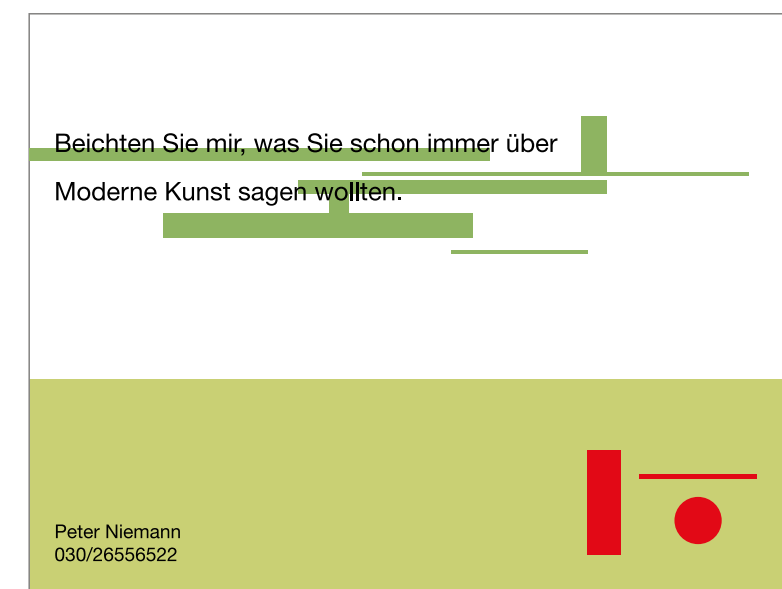 Beichten Sie mir, was Sie schon immer über
Moderne Kunst sagen wollten.
Peter Niemann
030/26556522